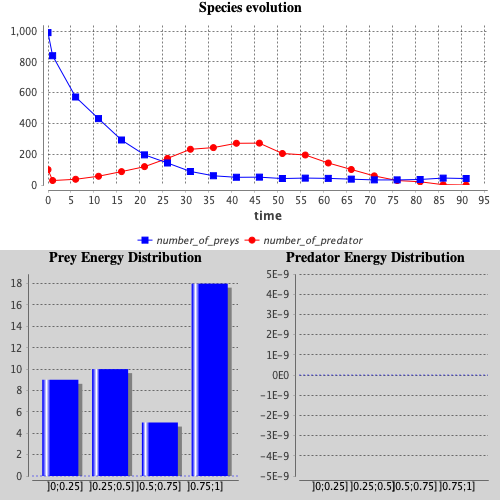 Species evolution
1,000
800
600
400
200
0
0 5 10 15 20 25 30 35 40 45 50 55 60 65 70 75 80 85 90 95
time
number_of_preys number_of_predator
Prey Energy Distribution
18
16
14
12
10
8
6
4
2
0
]0;0.25] ]0.25;0.5] ]0.5;0.75] ]0.75;1]
Predator Energy Distribution
5E-9
4E-9
3E-9
2E-9
1E-9
0E0
-1E-9
-2E-9
-3E-9
-4E-9
-5E-9
]0;0.25] ]0.25;0.5] ]0.5;0.75] ]0.75;1]